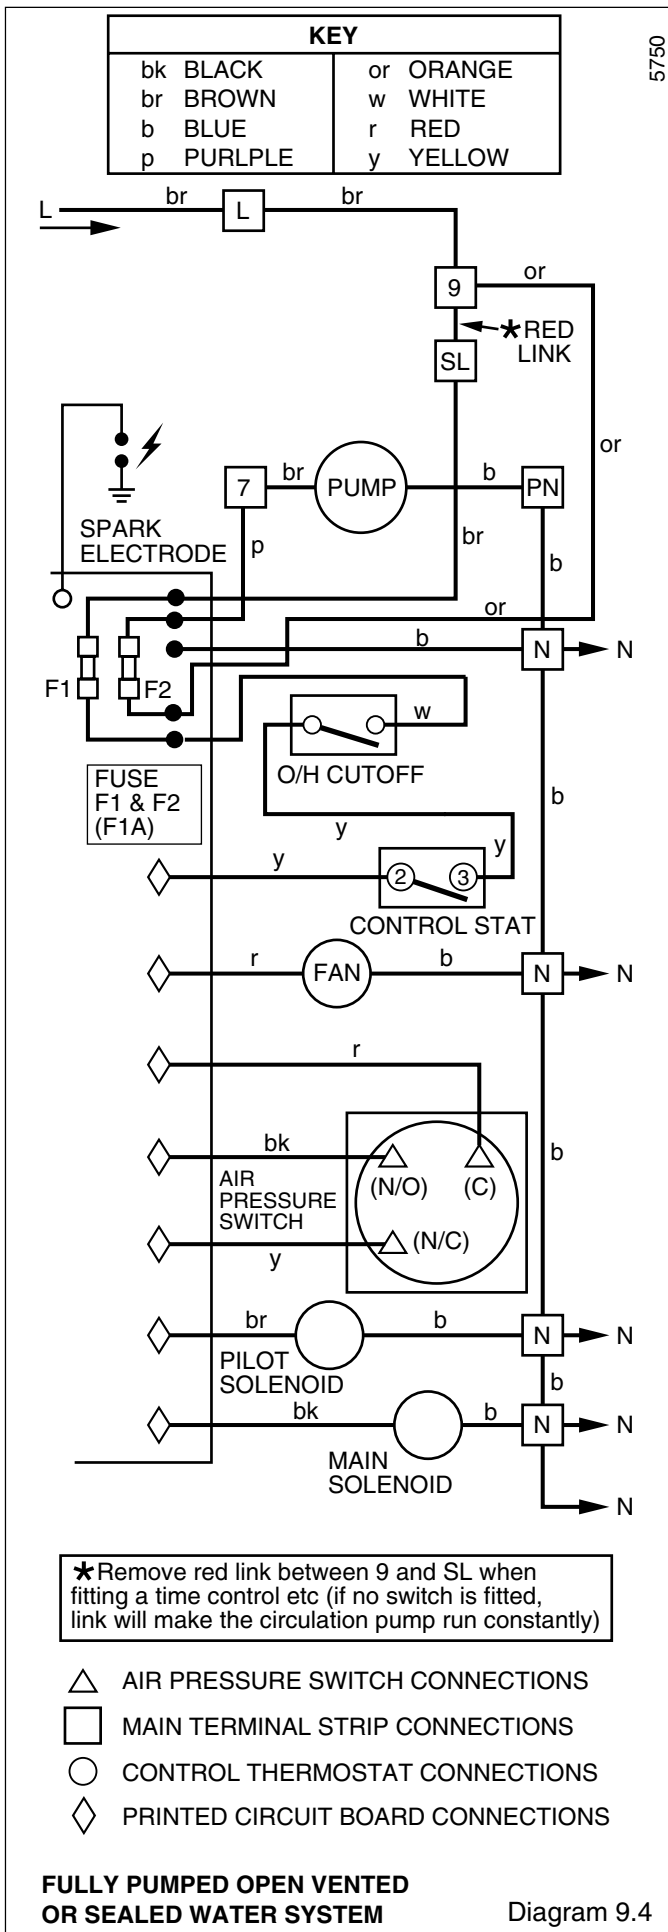 5750
KEY
bk BLACK
br BROWN
b BLUE
p PURLPLE
or ORANGE
w WHITE
r RED
y YELLOW
L
br
L
br
9
or
*RED
LINK
SL
or
7
br
PUMP
b
PN
SPARK
ELECTRODE
p
br
b
or
b
N
N
F1
F2
w
O/H CUTOFF
FUSE
F1 & F2
(F1A)
b
y
y
y
2
3
CONTROL STAT
r
FAN
b
N
N
r
bk
AIR
PRESSURE
SWITCH
(N/O)
(C)
b
(N/C)
y
br
b
N
N
PILOT
SOLENOID
b
bk
b
N
N
MAIN
SOLENOID
N
*Remove red link between 9 and SL when
fitting a time control etc (if no switch is fitted,
link will make the circulation pump run constantly)
AIR PRESSURE SWITCH CONNECTIONS
MAIN TERMINAL STRIP CONNECTIONS
CONTROL THERMOSTAT CONNECTIONS
PRINTED CIRCUIT BOARD CONNECTIONS
FULLY PUMPED OPEN VENTED
OR SEALED WATER SYSTEM
Diagram 9.4